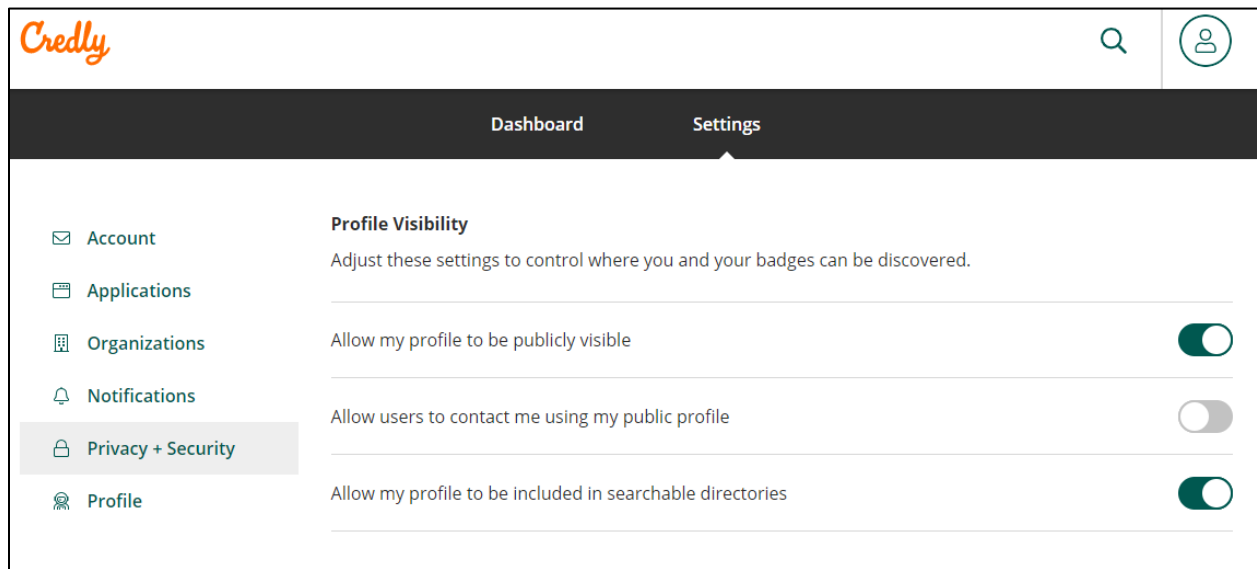 Credly
Dashboard
Settings
Account
Applications
Organizations
Notifications
Privacy + Security
Profile
Profile Visibility
Adjust these settings to control where you and your badges can be discovered.
Allow my profile to be publicly visible
Allow users to contact me using my public profile
Allow my profile to be included in searchable directories